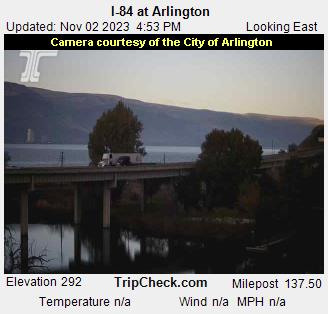 I-84 at Arlington
Updated: Nov 02 2023 4:53 PM Looking East
Camera courtesy of the City of Arlington
Elevation 292 TripCheck.com Milepost 137.50
Temperature n/a Wind n/a MPH n/a